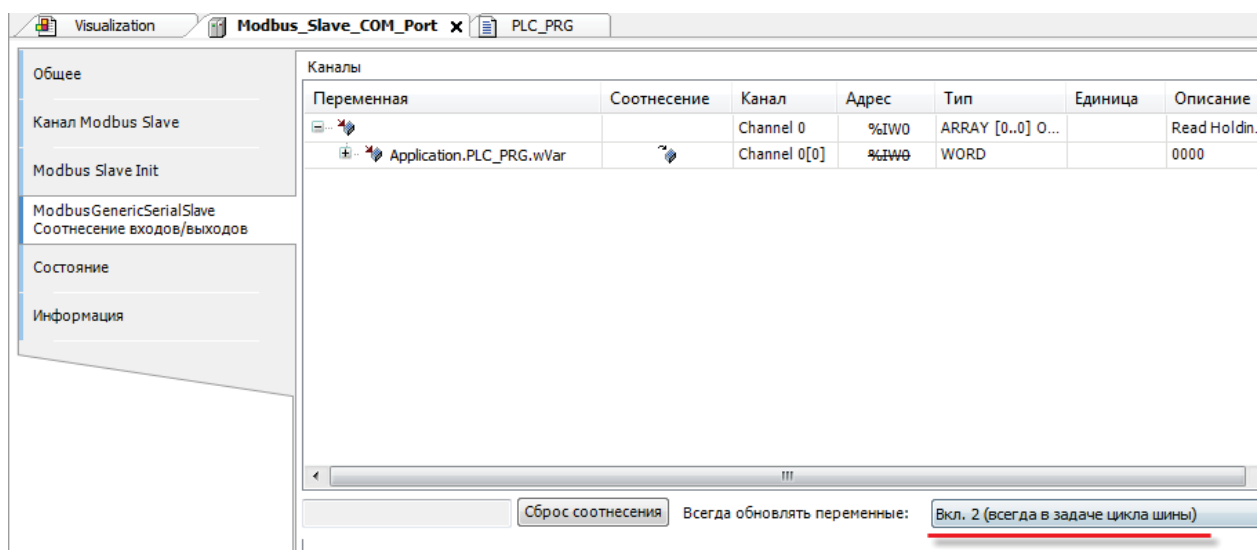 Visualization Modbus_Slave_COM_Port X PLC_PRG
Общее
Канал Modbus Slave
Modbus Slave Init
ModbusGenericSerialSlave
Соотнесение входов/выходов
Состояние
Информация
Каналы
Переменная Соотнесение Канал Адрес Тип Единица Описание
Channel 0 %IW0 ARRAY [0..0] O... Read Holdin.
Application.PLC_PRG.wVar Channel 0[0] %IW0 WORD 0000
Сброс соотнесения Всегда обновлять переменные: Вкл. 2 (всегда в задаче цикла шины)